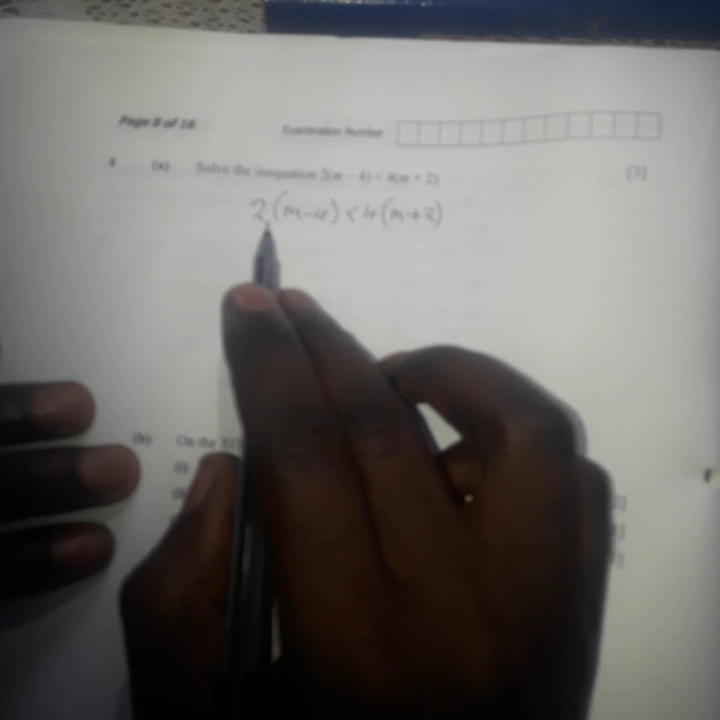 Page 8 of 16
Examination Number
4 (a) Solve the inequation 2(m − 4) < 4(m + 2) [3]
2(m-4) < 4(m+2)
(b) On the
(i)